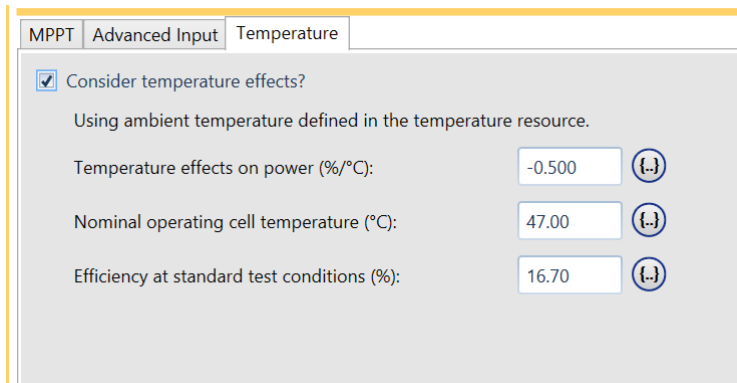 MPPT Advanced Input Temperature
Consider temperature effects?
Using ambient temperature defined in the temperature resource.
Temperature effects on power (%/°C): -0.500 {..}
Nominal operating cell temperature (°C): 47.00 {..}
Efficiency at standard test conditions (%): 16.70 {..}